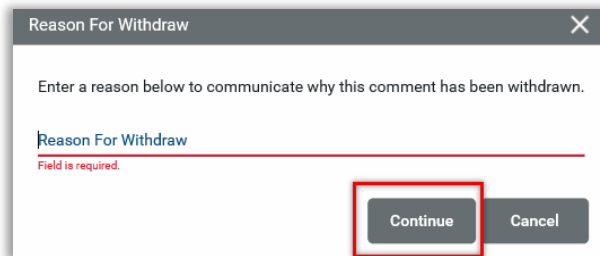 Reason For Withdraw
Enter a reason below to communicate why this comment has been withdrawn.
Reason For Withdraw
Field is required.
Continue Cancel